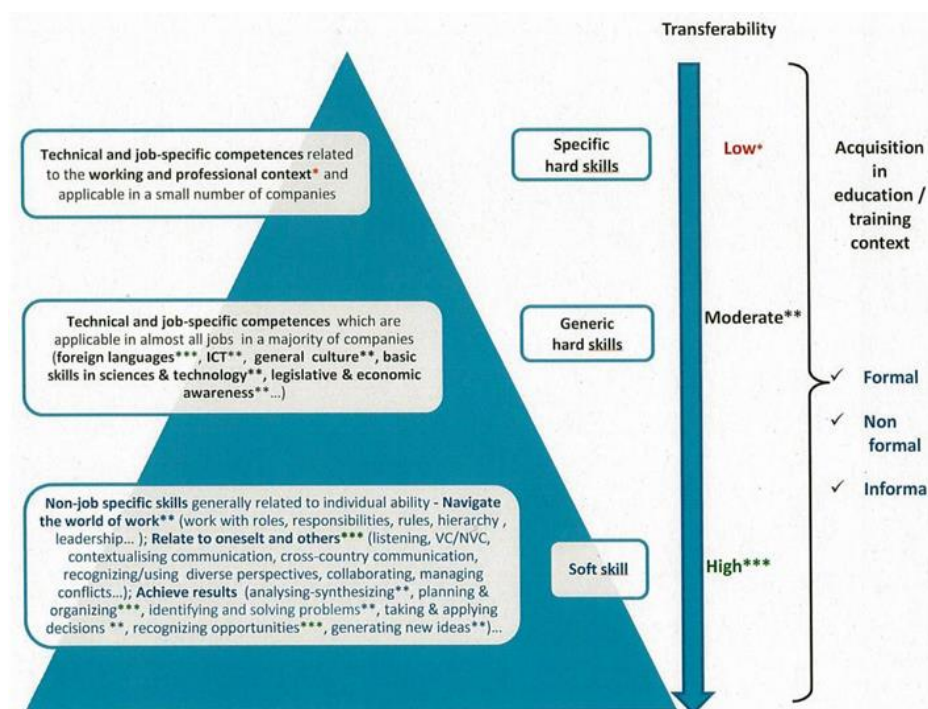 Transferability
Technical and job-specific competences related
to the working and professional context* and
applicable in a small number of companies
Specific
hard skills
Low*
Acquisition
in
education /
training
context
Technical and job-specific competences which are
applicable in almost all jobs in a majority of companies
(foreign languages***, ICT**, general culture**, basic
skills in sciences & technology**, legislative & economic
awareness**...)
Generic
hard skills
Moderate**
✓ Formal
✓ Non
formal
✓ Informa
Non-job specific skills generally related to individual ability - Navigate
the world of work** (work with roles, responsibilities, rules, hierarchy ,
leadership... ); Relate to oneselt and others*** (listening, VC/NVC,
contextualising communication, cross-country communication,
recognizing/using diverse perspectives, collaborating, managing
conflicts...); Achieve results (analysing-synthesizing**, planning &
organizing***, identifying and solving problems**, taking & applying
decisions **, recognizing opportunities***, generating new ideas**)...
Soft skill
High***